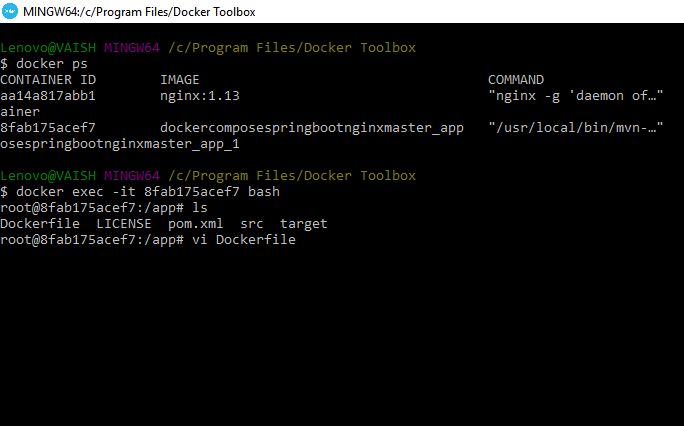 MINGW64:/c/Program Files/Docker Toolbox
Lenovo@VAISH MINGW64 /c/Program Files/Docker Toolbox
$ docker ps
CONTAINER ID        IMAGE                                    COMMAND
aa14a817abb1        nginx:1.13                               "nginx -g 'daemon of…"
ainer
8fab175acef7        dockercomposespringbootnginxmaster_app   "/usr/local/bin/mvn-…"
osespringbootnginxmaster_app_1
Lenovo@VAISH MINGW64 /c/Program Files/Docker Toolbox
$ docker exec -it 8fab175acef7 bash
root@8fab175acef7:/app# ls
Dockerfile  LICENSE  pom.xml  src  target
root@8fab175acef7:/app# vi Dockerfile